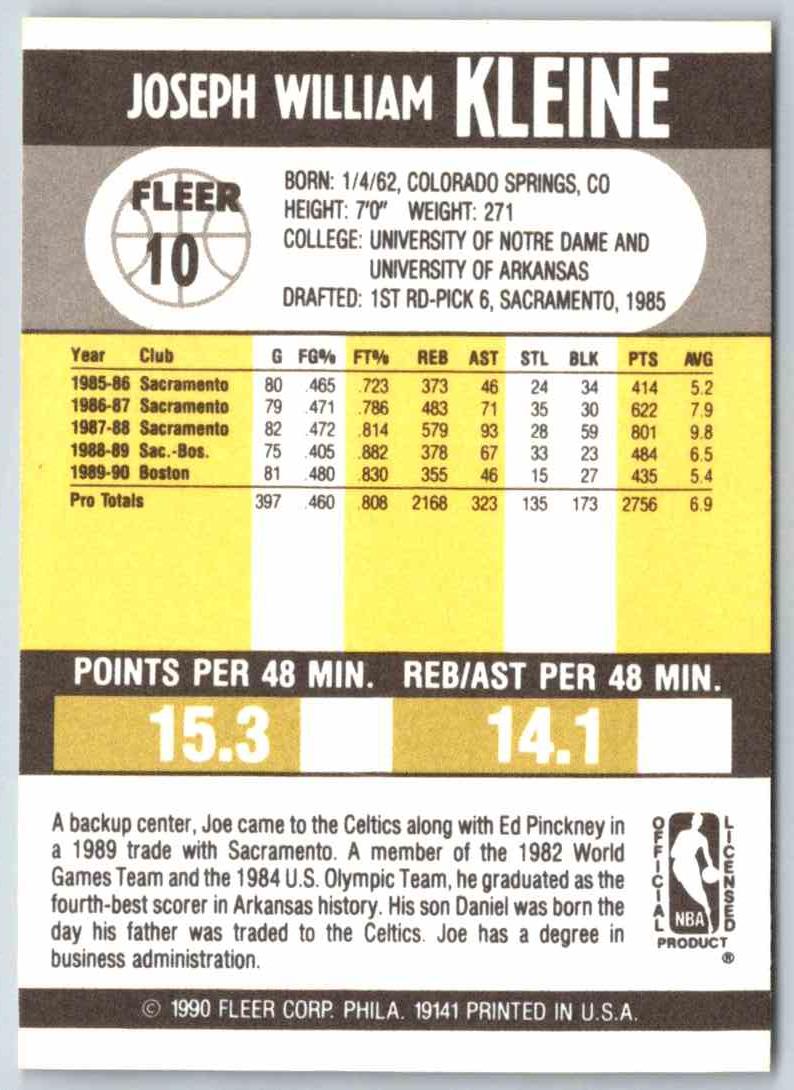 JOSEPH WILLIAM KLEINE
FLEER
10
BORN: 1/4/62, COLORADO SPRINGS, CO
HEIGHT: 7'0" WEIGHT: 271
COLLEGE: UNIVERSITY OF NOTRE DAME AND
UNIVERSITY OF ARKANSAS
DRAFTED: 1ST RD-PICK 6, SACRAMENTO, 1985
Year Club G FG% FT% REB AST STL BLK PTS AVG
1985-86 Sacramento 80 .465 .723 373 46 24 34 414 5.2
1986-87 Sacramento 79 .471 .786 483 71 35 30 622 7.9
1987-88 Sacramento 82 .472 .814 579 93 28 59 801 9.8
1988-89 Sac.-Bos. 75 .405 .882 378 67 33 23 484 6.5
1989-90 Boston 81 .480 .830 355 46 15 27 435 5.4
Pro Totals 397 .460 .808 2168 323 135 173 2756 6.9
POINTS PER 48 MIN. REB/AST PER 48 MIN.
15.3 14.1
A backup center, Joe came to the Celtics along with Ed Pinckney in
a 1989 trade with Sacramento. A member of the 1982 World
Games Team and the 1984 U.S. Olympic Team, he graduated as the
fourth-best scorer in Arkansas history. His son Daniel was born the
day his father was traded to the Celtics. Joe has a degree in
business administration.
OFFICIAL
LICENSED
NBA
PRODUCT
®
© 1990 FLEER CORP. PHILA. 19141 PRINTED IN U.S.A.